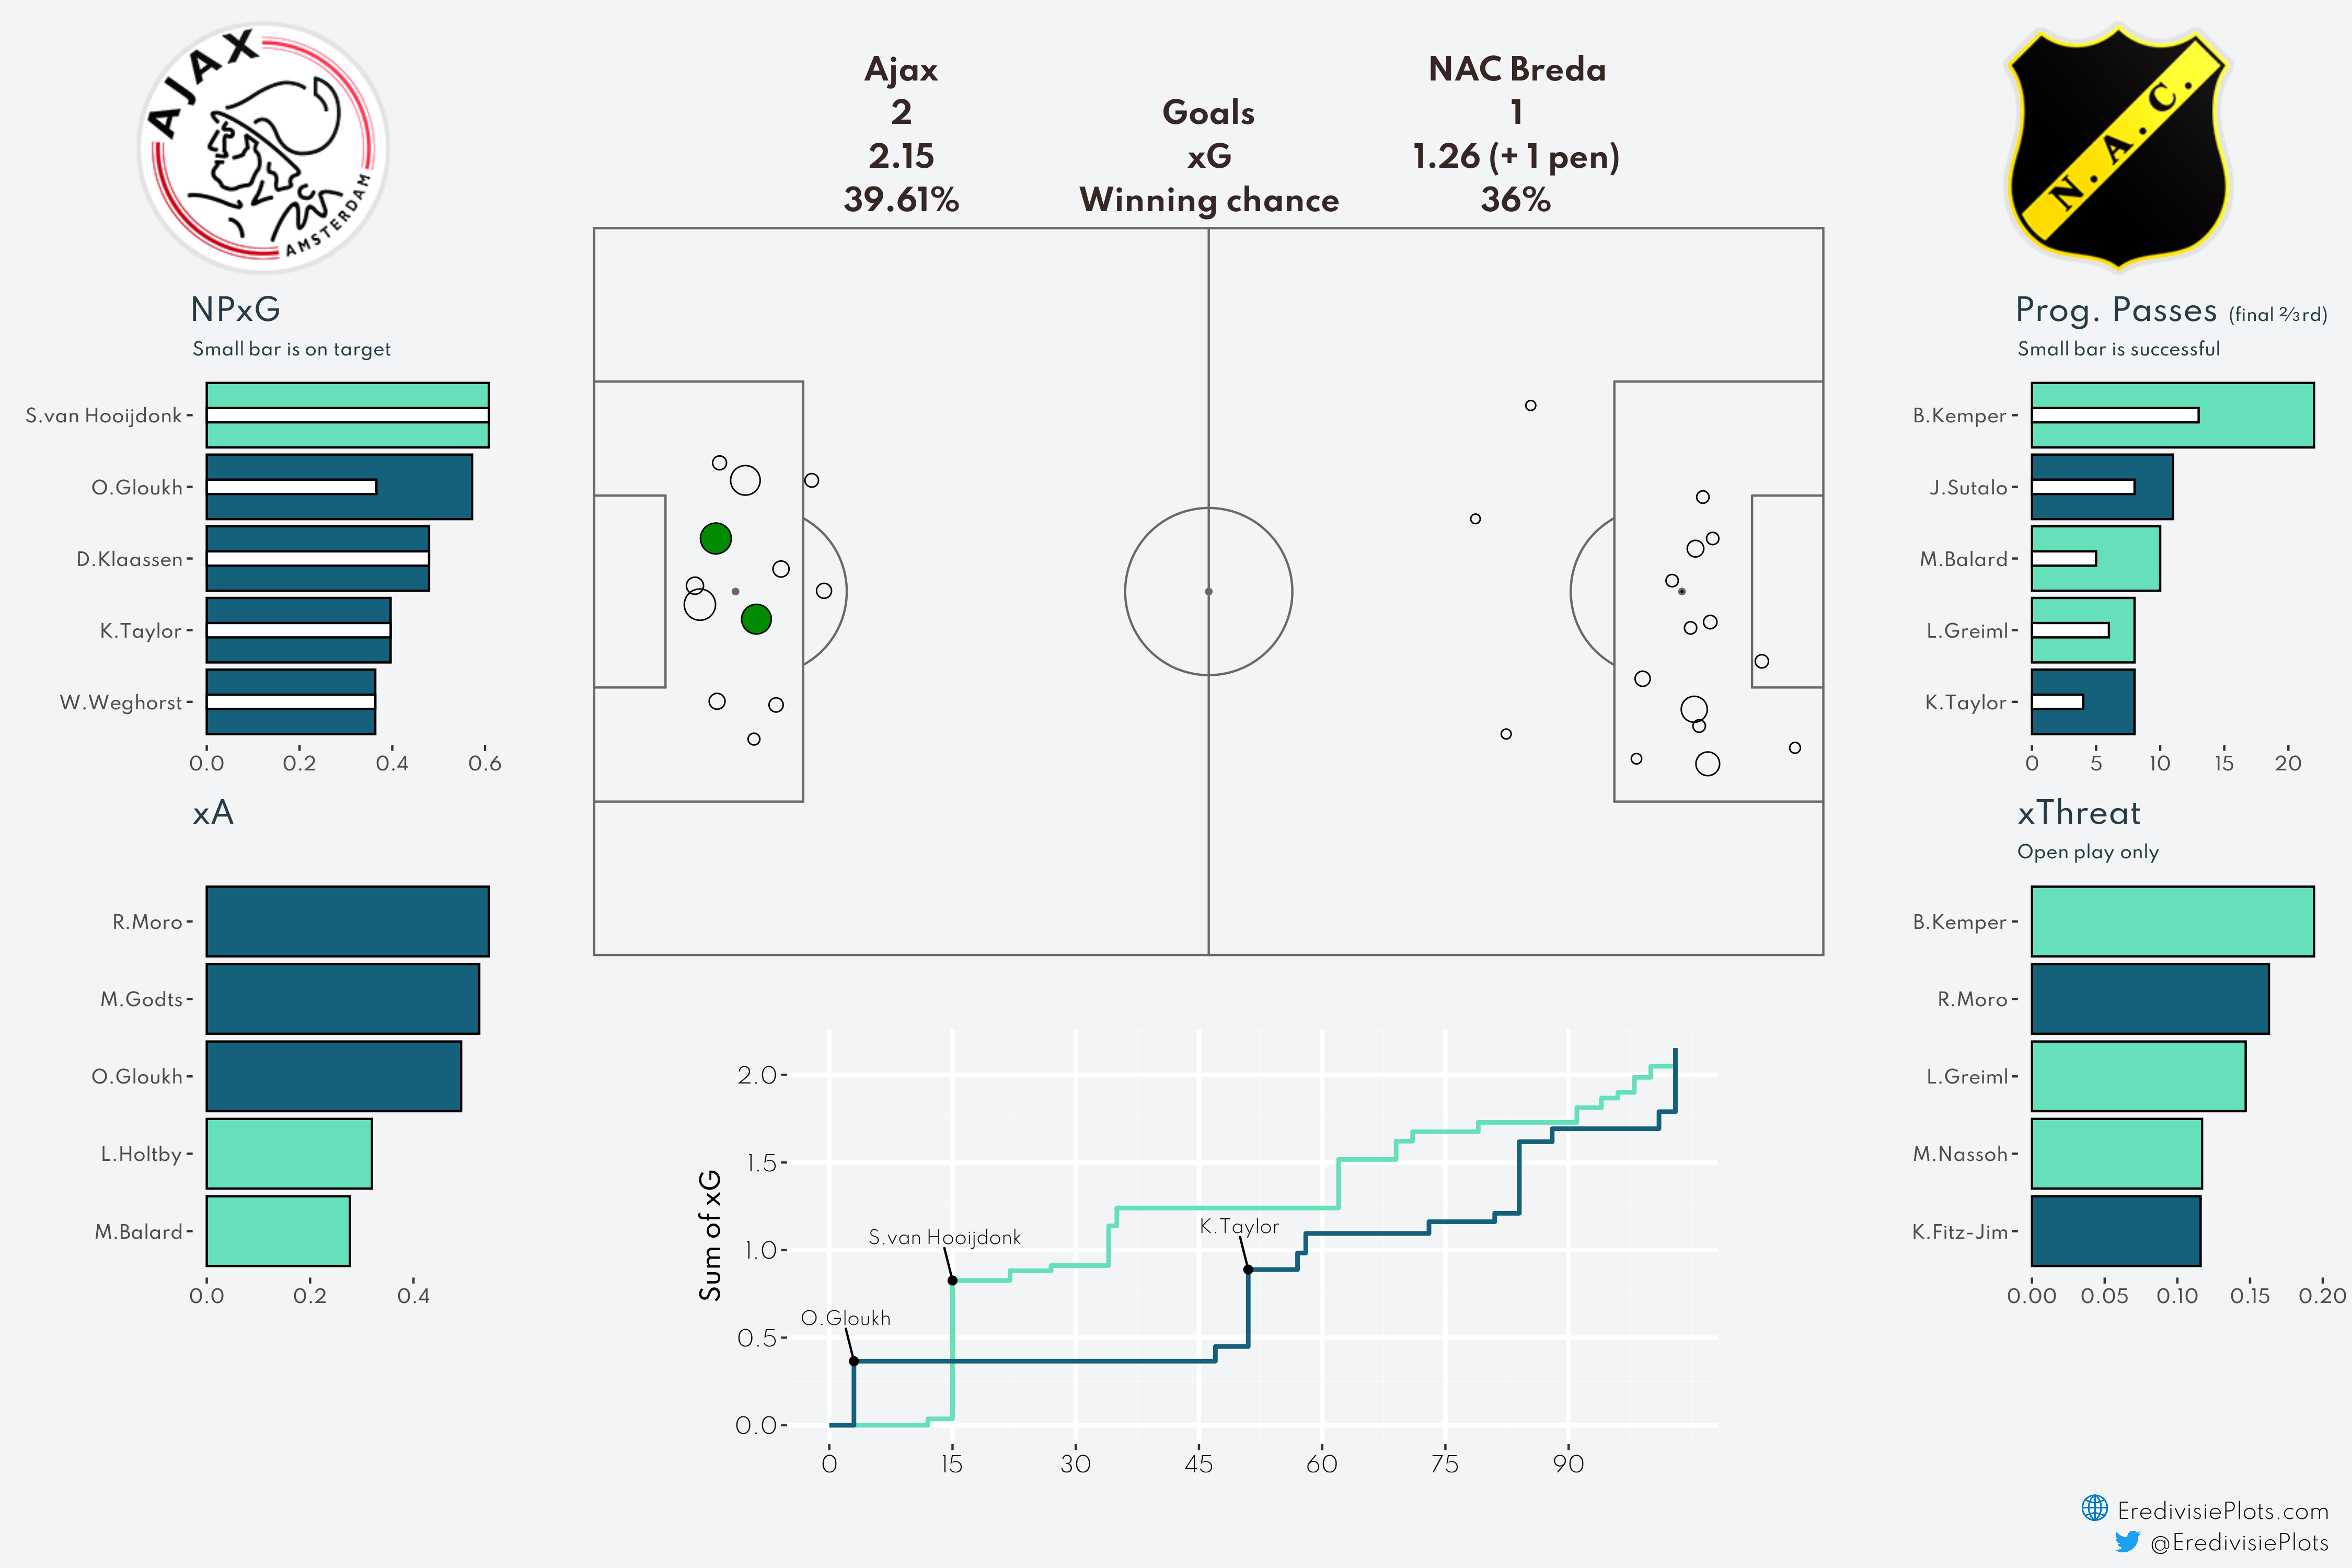 AJAX
AMSTERDAM
N.A.C.
Ajax
NAC Breda
2
Goals
1
2.15
xG
1.26 (+ 1 pen)
39.61%
Winning chance
36%
NPxG
Small bar is on target
S.van Hooijdonk
O.Gloukh
D.Klaassen
K.Taylor
W.Weghorst
0.0
0.2
0.4
0.6
xA
R.Moro
M.Godts
O.Gloukh
L.Holtby
M.Balard
0.0
0.2
0.4
Sum of xG
2.0
1.5
1.0
0.5
0.0
S.van Hooijdonk
K.Taylor
O.Gloukh
0
15
30
45
60
75
90
Prog. Passes (final ⅔rd)
Small bar is successful
B.Kemper
J.Sutalo
M.Balard
L.Greiml
K.Taylor
0
5
10
15
20
xThreat
Open play only
B.Kemper
R.Moro
L.Greiml
M.Nassoh
K.Fitz-Jim
0.00
0.05
0.10
0.15
0.20
EredivisiePlots.com
@EredivisiePlots